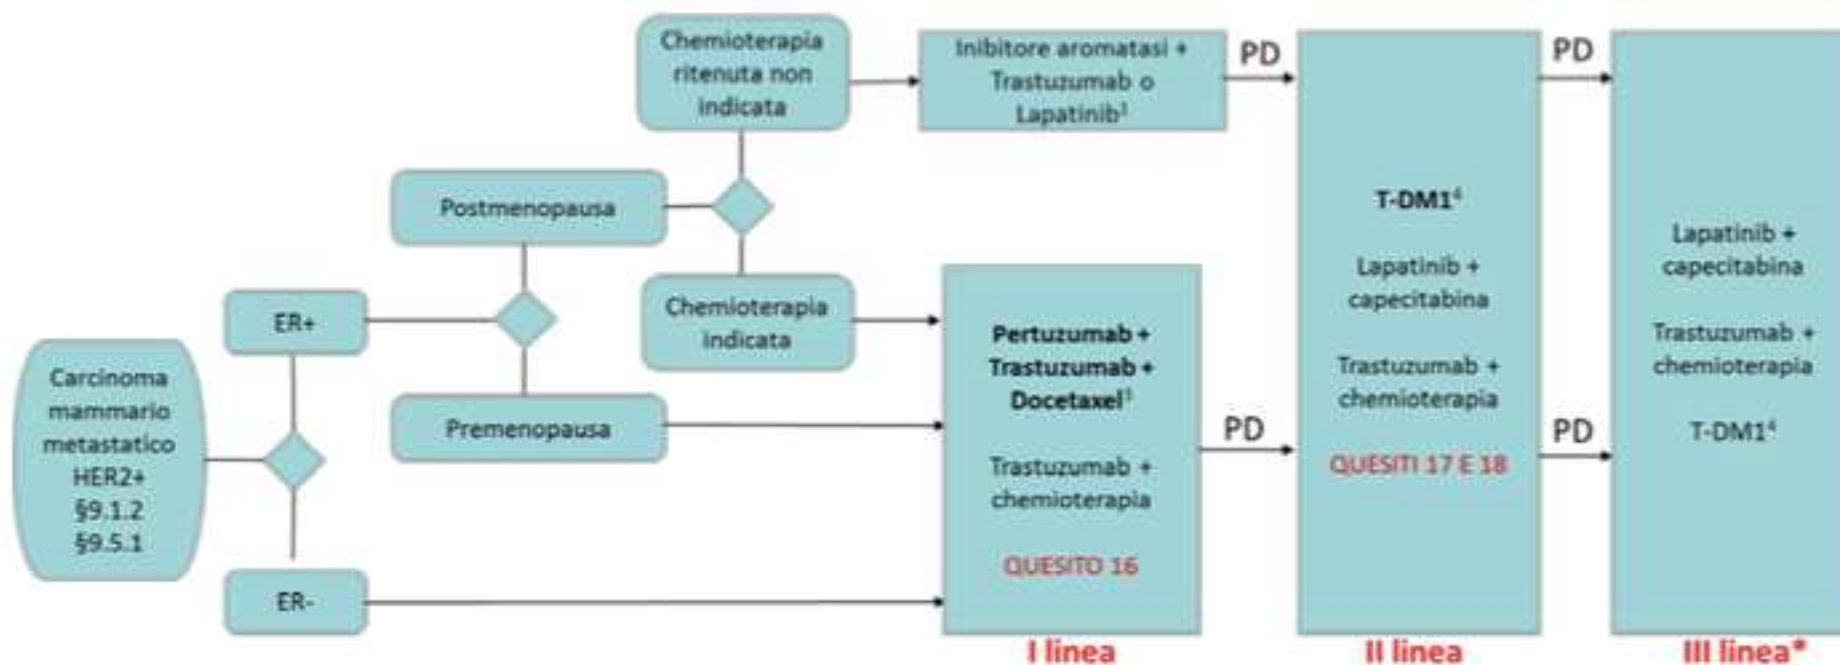 Chemioterapia
ritenuta non
indicata
Inibitore aromatasi +
Trastuzumab o
Lapatinib¹
PD
PD
Postmenopausa
T-DM1⁴
Lapatinib +
capecitabina
Trastuzumab +
chemioterapia
QUESITI 17 E 18
Lapatinib +
capecitabina
Trastuzumab +
chemioterapia
T-DM1⁴
ER+
Chemioterapia
indicata
Pertuzumab +
Trastuzumab +
Docetaxel³
Trastuzumab +
chemioterapia
QUESITO 16
Carcinoma
mammario
metastatico
HER2+
§9.1.2
§9.5.1
Premenopausa
PD
PD
ER-
I linea
II linea
III linea*